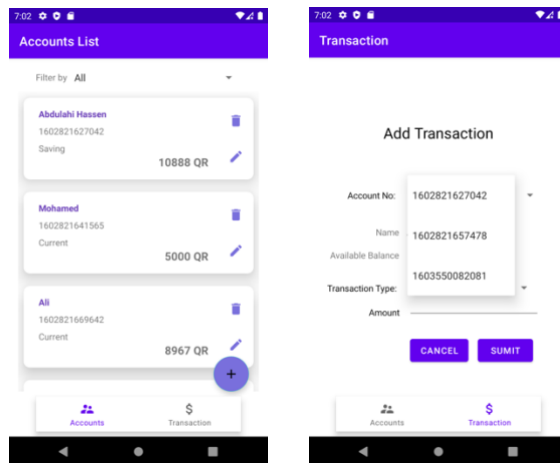 7:02
Accounts List
Filter by All
Abdulahi Hassen
1602821627042
Saving
10888 QR
Mohamed
1602821641565
Current
5000 QR
Ali
1602821669642
Current
8967 QR
+
Accounts
$
Transaction
7:02
Transaction
Add Transaction
Account No: 1602821627042
Name 1602821657478
Available Balance
1603550082081
Transaction Type:
Amount
CANCEL SUMIT
Accounts
$
Transaction